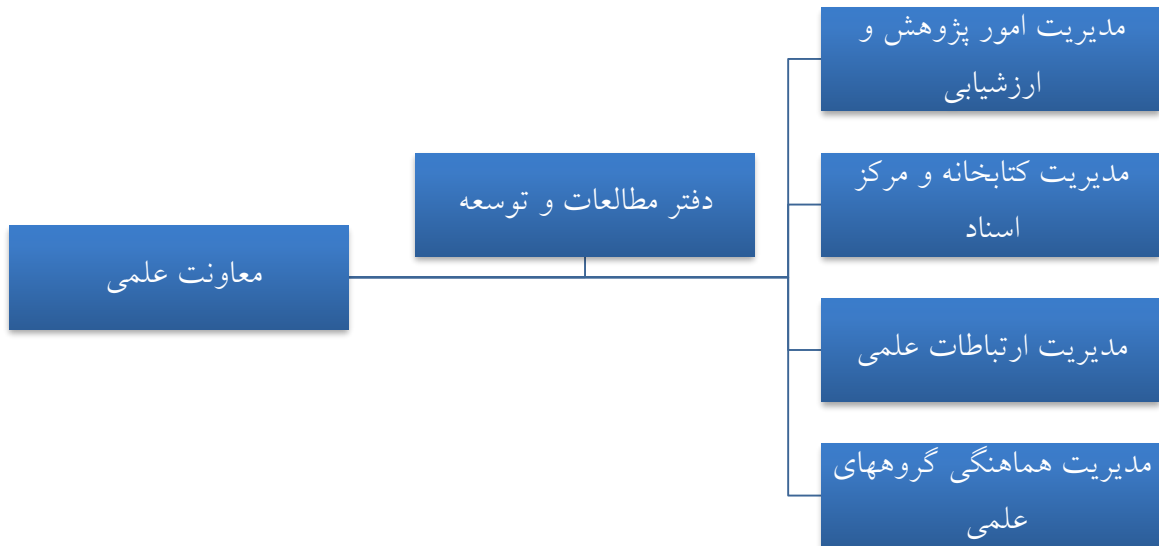 مدیریت امور پژوهش و
ارزشیابی
مدیریت کتابخانه و مرکز
اسناد
دفتر مطالعات و توسعه
معاونت علمی
مدیریت ارتباطات علمی
مدیریت هماهنگی گروههای
علمی